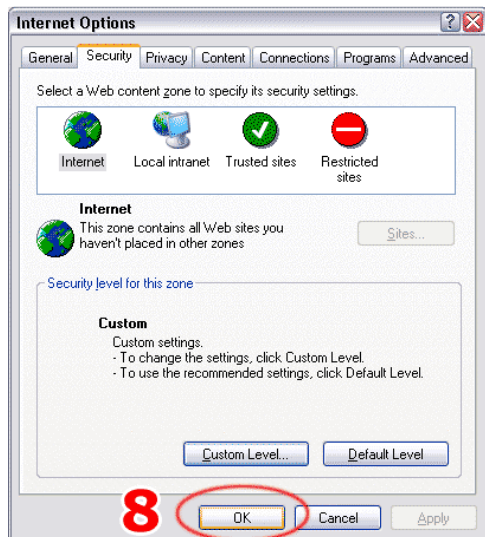 Internet Options
General Security Privacy Content Connections Programs Advanced
Select a Web content zone to specify its security settings.
Internet Local intranet Trusted sites Restricted sites
Internet
This zone contains all Web sites you
haven't placed in other zones
Sites...
Security level for this zone
Custom
Custom settings.
- To change the settings, click Custom Level.
- To use the recommended settings, click Default Level.
Custom Level... Default Level
8 OK Cancel Apply